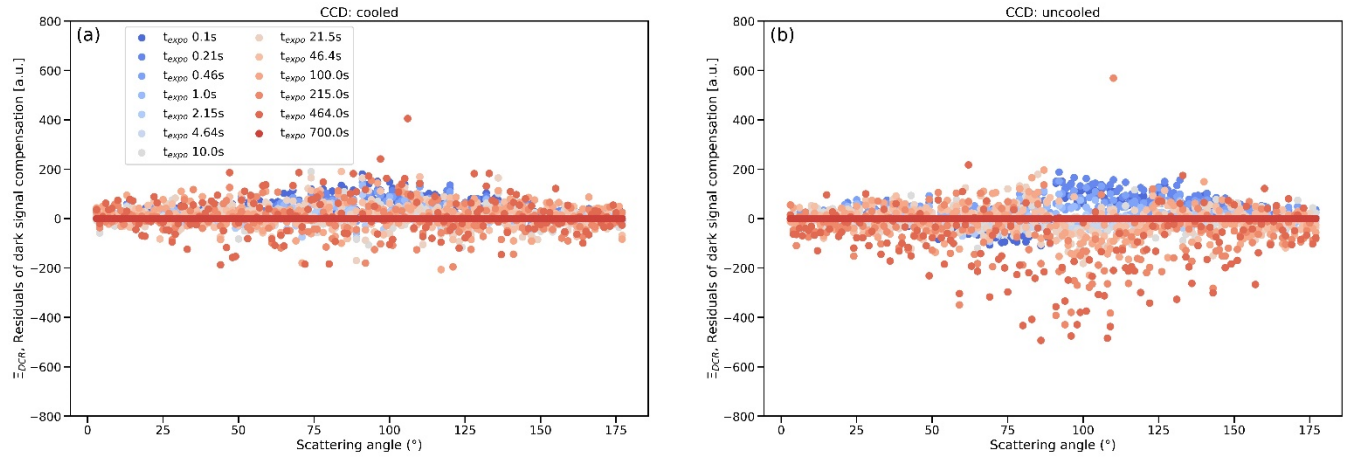 CCD: cooled
(a)
t_expo 0.1s
t_expo 0.21s
t_expo 0.46s
t_expo 1.0s
t_expo 2.15s
t_expo 4.64s
t_expo 10.0s
t_expo 21.5s
t_expo 46.4s
t_expo 100.0s
t_expo 215.0s
t_expo 464.0s
t_expo 700.0s
Ξ_DCR, Residuals of dark signal compensation [a.u.]
800
600
400
200
0
−200
−400
−600
−800
0 25 50 75 100 125 150 175
Scattering angle (°)
CCD: uncooled
(b)
Ξ_DCR, Residuals of dark signal compensation [a.u.]
800
600
400
200
0
−200
−400
−600
−800
0 25 50 75 100 125 150 175
Scattering angle (°)